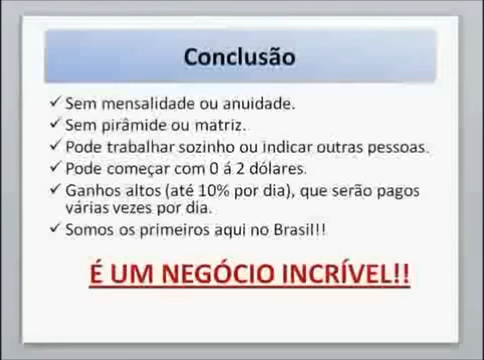 Conclusão
✓ Sem mensalidade ou anuidade.
✓ Sem pirâmide ou matriz.
✓ Pode trabalhar sozinho ou indicar outras pessoas.
✓ Pode começar com 0 á 2 dólares.
✓ Ganhos altos (até 10% por dia), que serão pagos
várias vezes por dia.
✓ Somos os primeiros aqui no Brasil!!
É UM NEGÓCIO INCRÍVEL!!